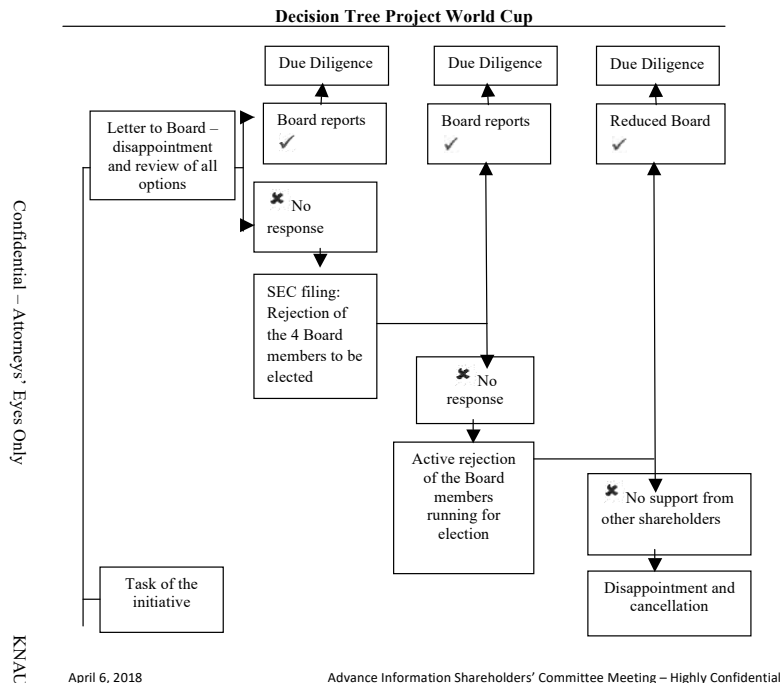 Decision Tree Project World Cup
Due Diligence
Due Diligence
Due Diligence
Letter to Board –
disappointment
and review of all
options
Board reports
✓
Board reports
✓
Reduced Board
✓
✖ No
response
SEC filing:
Rejection of
the 4 Board
members to be
elected
✖ No
response
Active rejection
of the Board
members
running for
election
✖ No support from
other shareholders
Task of the
initiative
Disappointment and
cancellation
Confidential – Attorneys' Eyes Only
KNAU
April 6, 2018
Advance Information Shareholders' Committee Meeting – Highly Confidential